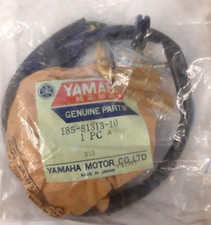 YAMAHA
GENUINE PARTS
185-81313-10
1 PC
YAMAHA MOTOR CO., LTD.
MADE IN JAPAN